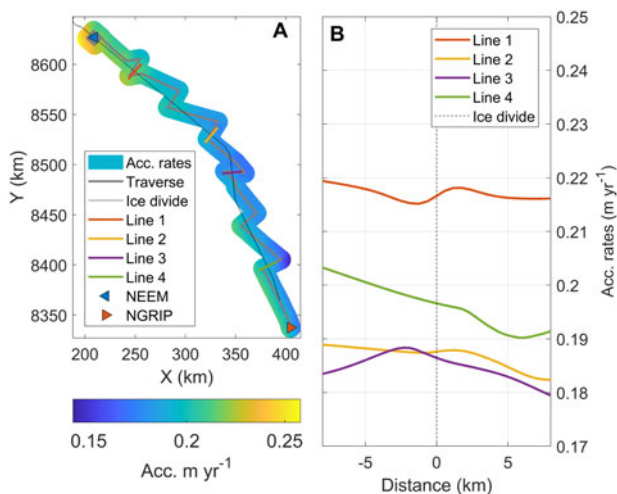 A
8600
8550
8500
8450
8400
8350
Y (km)
Acc. rates
Traverse
Ice divide
Line 1
Line 2
Line 3
Line 4
NEEM
NGRIP
200
250
300
350
400
X (km)
0.15
0.2
0.25
Acc. m yr⁻¹
B
Line 1
Line 2
Line 3
Line 4
Ice divide
0.25
0.24
0.23
0.22
0.21
0.2
0.19
0.18
0.17
Acc. rates (m yr⁻¹)
-5
0
5
Distance (km)